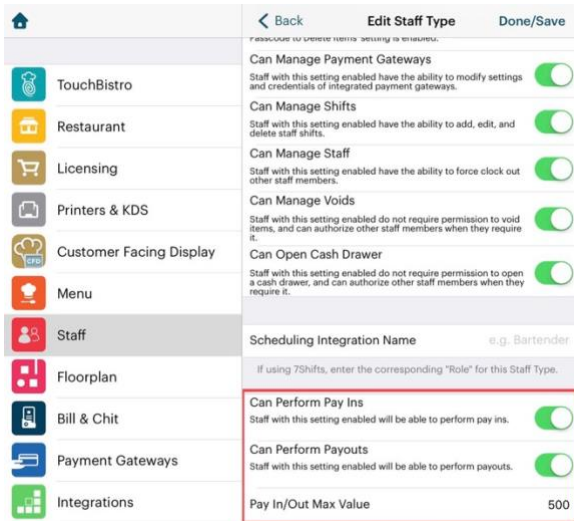 Back
Edit Staff Type
Done/Save
Passcode to Delete Items" setting is enabled.
Can Manage Payment Gateways
Staff with this setting enabled have the ability to modify settings
and credentials of integrated payment gateways.
Can Manage Shifts
Staff with this setting enabled have the ability to add, edit, and
delete staff shifts.
Can Manage Staff
Staff with this setting enabled have the ability to force clock out
other staff members.
Can Manage Voids
Staff with this setting enabled do not require permission to void
items, and can authorize other staff members when they require
it.
Can Open Cash Drawer
Staff with this setting enabled do not require permission to open
a cash drawer, and can authorize other staff members when they
require it.
Scheduling Integration Name
e.g. Bartender
If using 7Shifts, enter the corresponding "Role" for this Staff Type.
Can Perform Pay Ins
Staff with this setting enabled will be able to perform pay ins.
Can Perform Payouts
Staff with this setting enabled will be able to perform payouts.
Pay In/Out Max Value
500
TouchBistro
Restaurant
Licensing
Printers & KDS
CFD
Customer Facing Display
Menu
Staff
Floorplan
Bill & Chit
Payment Gateways
Integrations